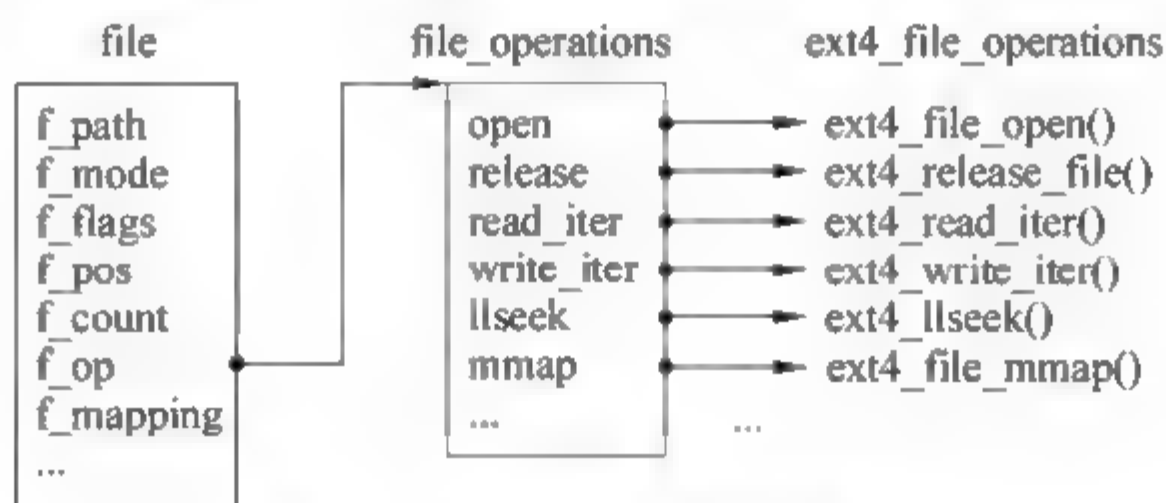 file
f_path
f_mode
f_flags
f_pos
f_count
f_op
f_mapping
...
file_operations
open
release
read_iter
write_iter
llseek
mmap
...
ext4_file_operations
ext4_file_open()
ext4_release_file()
ext4_read_iter()
ext4_write_iter()
ext4_llseek()
ext4_file_mmap()
...